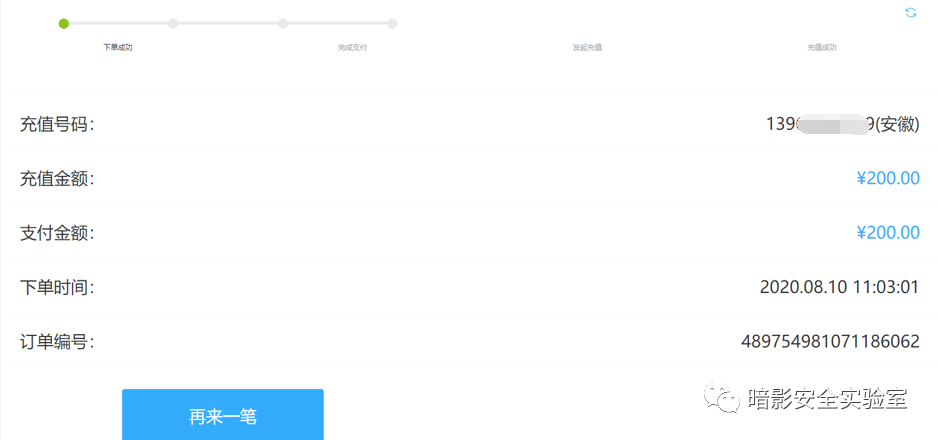 下单成功 完成支付 发起充值 充值成功
充值号码: 139 9(安徽)
充值金额: ¥200.00
支付金额: ¥200.00
下单时间: 2020.08.10 11:03:01
订单编号: 489754981071186062
再来一笔
暗影安全实验室